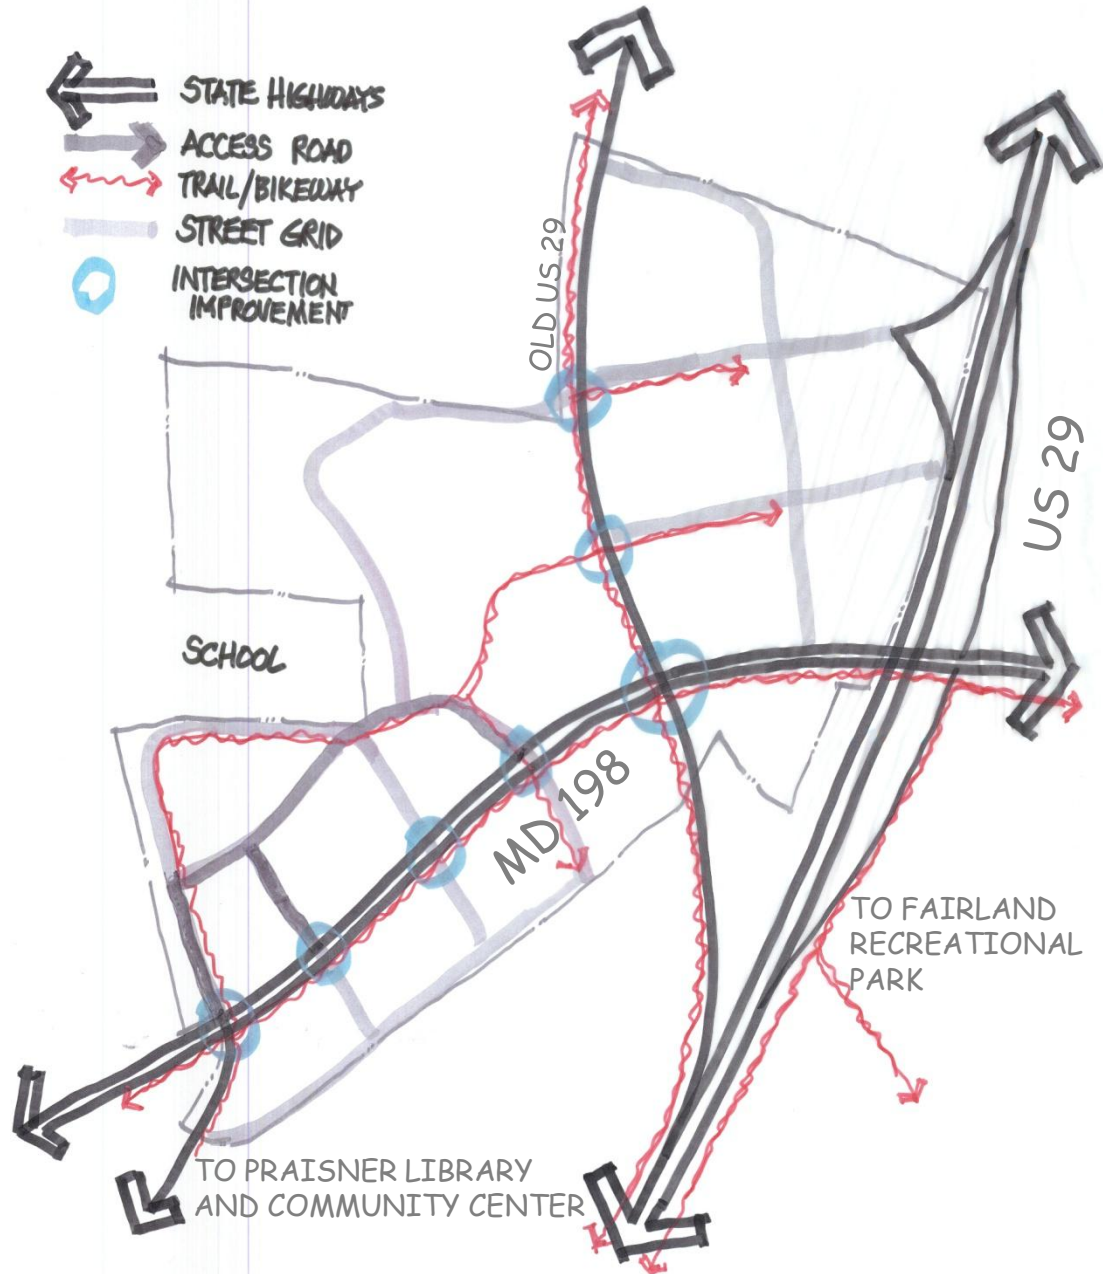 STATE HIGHWAYS
ACCESS ROAD
TRAIL/BIKEWAY
STREET GRID
INTERSECTION
IMPROVEMENT
OLD US 29
US 29
SCHOOL
MD 198
TO FAIRLAND
RECREATIONAL
PARK
TO PRAISNER LIBRARY
AND COMMUNITY CENTER